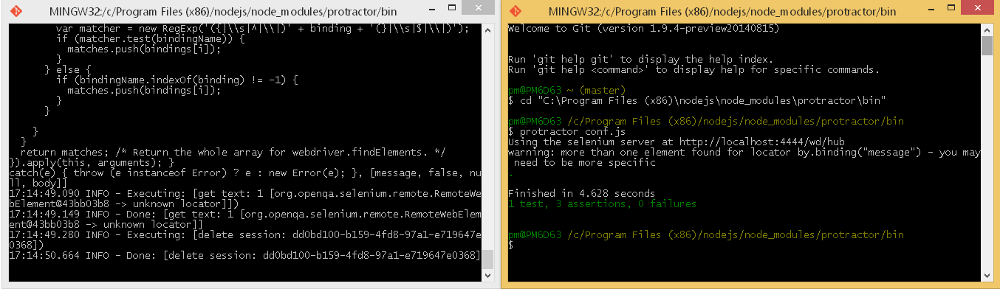 MINGW32:/c/Program Files (x86)/nodejs/node_modules/protractor/bin
var matcher = new RegExp('({|\\s|^|\\|)' + binding + '(}|\\s|$|\\|)');
if (matcher.test(bindingName)) {
matches.push(bindings[i]);
}
} else {
if (bindingName.indexOf(binding) != -1) {
matches.push(bindings[i]);
}
}
}
}
return matches; /* Return the whole array for webdriver.findElements. */
}).apply(this, arguments); }
catch(e) { throw (e instanceof Error) ? e : new Error(e); }, [message, false, nu
ll, body]]
17:14:49.090 INFO - Executing: [get text: 1 [org.openqa.selenium.remote.RemoteWe
bElement@43bb03b8 -> unknown locator]])
17:14:49.149 INFO - Done: [get text: 1 [org.openqa.selenium.remote.RemoteWebElem
ent@43bb03b8 -> unknown locator]]
17:14:49.280 INFO - Executing: [delete session: dd0bd100-b159-4fd8-97a1-e719647e
0368])
17:14:50.664 INFO - Done: [delete session: dd0bd100-b159-4fd8-97a1-e719647e0368]
MINGW32:/c/Program Files (x86)/nodejs/node_modules/protractor/bin
Welcome to Git (version 1.9.4-preview20140815)
Run 'git help git' to display the help index.
Run 'git help <command>' to display help for specific commands.
pm@PM6D63 ~ (master)
$ cd "C:\Program Files (x86)\nodejs\node_modules\protractor\bin"
pm@PM6D63 /c/Program Files (x86)/nodejs/node_modules/protractor/bin
$ protractor conf.js
Using the selenium server at http://localhost:4444/wd/hub
warning: more than one element found for locator by.binding("message") - you may
need to be more specific
.
Finished in 4.628 seconds
1 test, 3 assertions, 0 failures
pm@PM6D63 /c/Program Files (x86)/nodejs/node_modules/protractor/bin
$